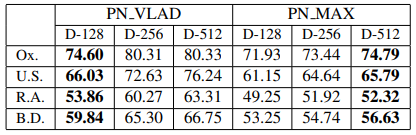 PN_VLAD PN_MAX
D-128 D-256 D-512 D-128 D-256 D-512
Ox. 74.60 80.31 80.33 71.93 73.44 74.79
U.S. 66.03 72.63 76.24 61.15 64.64 65.79
R.A. 53.86 60.27 63.31 49.25 51.92 52.32
B.D. 59.84 65.30 66.75 53.25 54.74 56.63